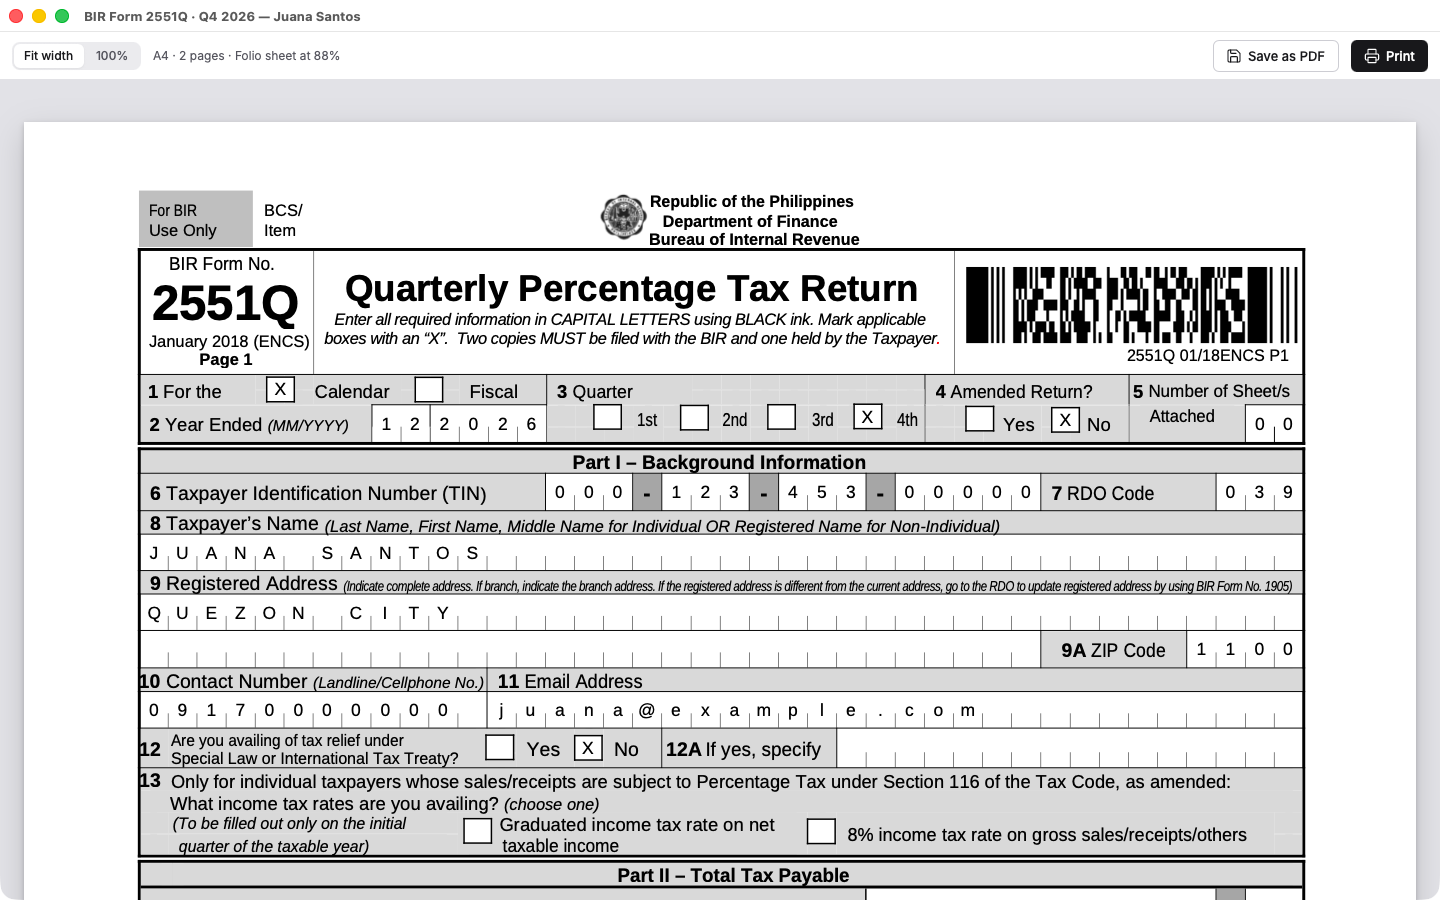 BIR Form 2551Q · Q4 2026 — Juana Santos
Fit width 100% A4 · 2 pages · Folio sheet at 88% Save as PDF Print
For BIR Use Only
BCS/ Item
Republic of the Philippines
Department of Finance
Bureau of Internal Revenue
BIR Form No.
2551Q
January 2018 (ENCS)
Page 1
Quarterly Percentage Tax Return
Enter all required information in CAPITAL LETTERS using BLACK ink. Mark applicable
boxes with an “X”. Two copies MUST be filed with the BIR and one held by the Taxpayer.
2551Q 01/18ENCS P1
1 For the X Calendar Fiscal
2 Year Ended (MM/YYYY) 1 2 2 0 2 6
3 Quarter
1st 2nd 3rd X 4th
4 Amended Return?
Yes X No
5 Number of Sheet/s
Attached 0 0
Part I – Background Information
6 Taxpayer Identification Number (TIN) 0 0 0 - 1 2 3 - 4 5 3 - 0 0 0 0 0 7 RDO Code 0 3 9
8 Taxpayer’s Name (Last Name, First Name, Middle Name for Individual OR Registered Name for Non-Individual)
J U A N A S A N T O S
9 Registered Address (Indicate complete address. If branch, indicate the branch address. If the registered address is different from the current address, go to the RDO to update registered address by using BIR Form No. 1905)
Q U E Z O N C I T Y
9A ZIP Code 1 1 0 0
10 Contact Number (Landline/Cellphone No.) 11 Email Address
0 9 1 7 0 0 0 0 0 0 0 j u a n a @ e x a m p l e . c o m
12 Are you availing of tax relief under
Special Law or International Tax Treaty? Yes X No 12A If yes, specify
13 Only for individual taxpayers whose sales/receipts are subject to Percentage Tax under Section 116 of the Tax Code, as amended:
What income tax rates are you availing? (choose one)
(To be filled out only on the initial
quarter of the taxable year)
Graduated income tax rate on net
taxable income
8% income tax rate on gross sales/receipts/others
Part II – Total Tax Payable